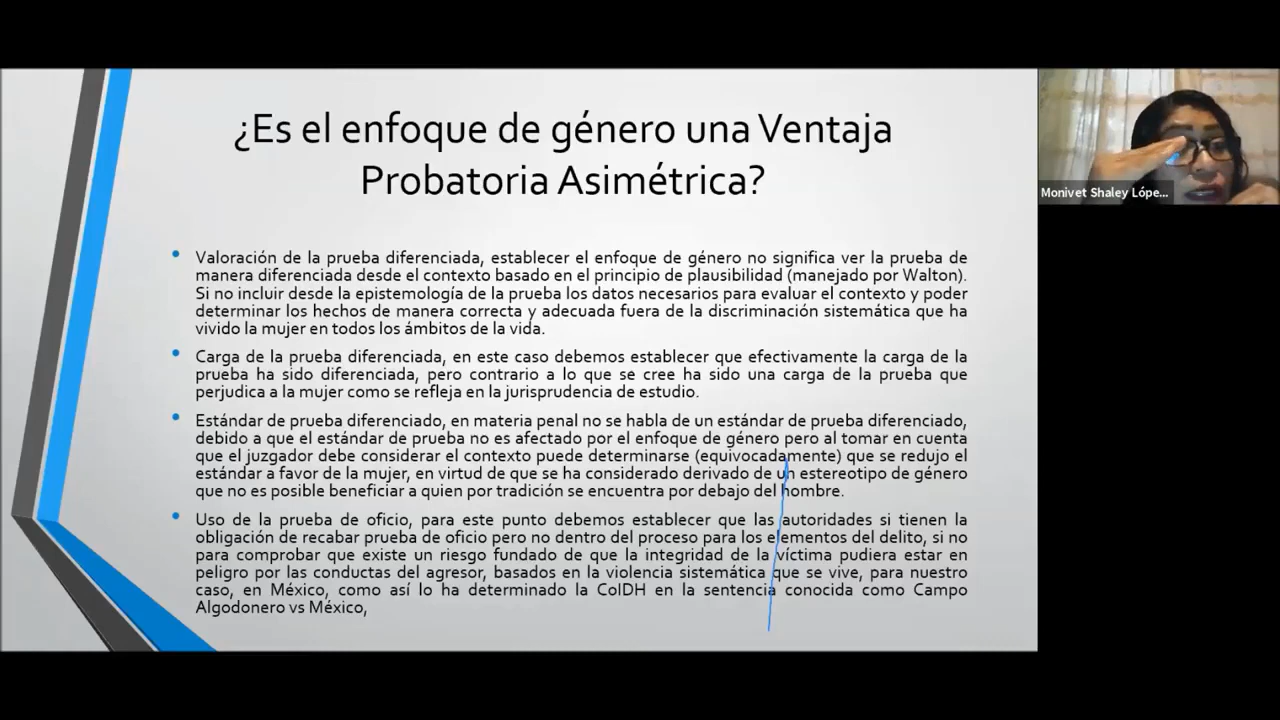 ¿Es el enfoque de género una Ventaja
Probatoria Asimétrica?
• Valoración de la prueba diferenciada, establecer el enfoque de género no significa ver la prueba de
manera diferenciada desde el contexto basado en el principio de plausibilidad (manejado por Walton).
Si no incluir desde la epistemología de la prueba los datos necesarios para evaluar el contexto y poder
determinar los hechos de manera correcta y adecuada fuera de la discriminación sistemática que ha
vivido la mujer en todos los ámbitos de la vida.
• Carga de la prueba diferenciada, en este caso debemos establecer que efectivamente la carga de la
prueba ha sido diferenciada, pero contrario a lo que se cree ha sido una carga de la prueba que
perjudica a la mujer como se refleja en la jurisprudencia de estudio.
• Estándar de prueba diferenciado, en materia penal no se habla de un estándar de prueba diferenciado,
debido a que el estándar de prueba no es afectado por el enfoque de género pero al tomar en cuenta
que el juzgador debe considerar el contexto puede determinarse (equivocadamente) que se redujo el
estándar a favor de la mujer, en virtud de que se ha considerado derivado de un estereotipo de género
que no es posible beneficiar a quien por tradición se encuentra por debajo del hombre.
• Uso de la prueba de oficio, para este punto debemos establecer que las autoridades si tienen la
obligación de recabar prueba de oficio pero no dentro del proceso para los elementos del delito, si no
para comprobar que existe un riesgo fundado de que la integridad de la víctima pudiera estar en
peligro por las conductas del agresor, basados en la violencia sistemática que se vive, para nuestro
caso, en México, como así lo ha determinado la CoIDH en la sentencia conocida como Campo
Algodonero vs México,
Monivet Shaley Lópe...